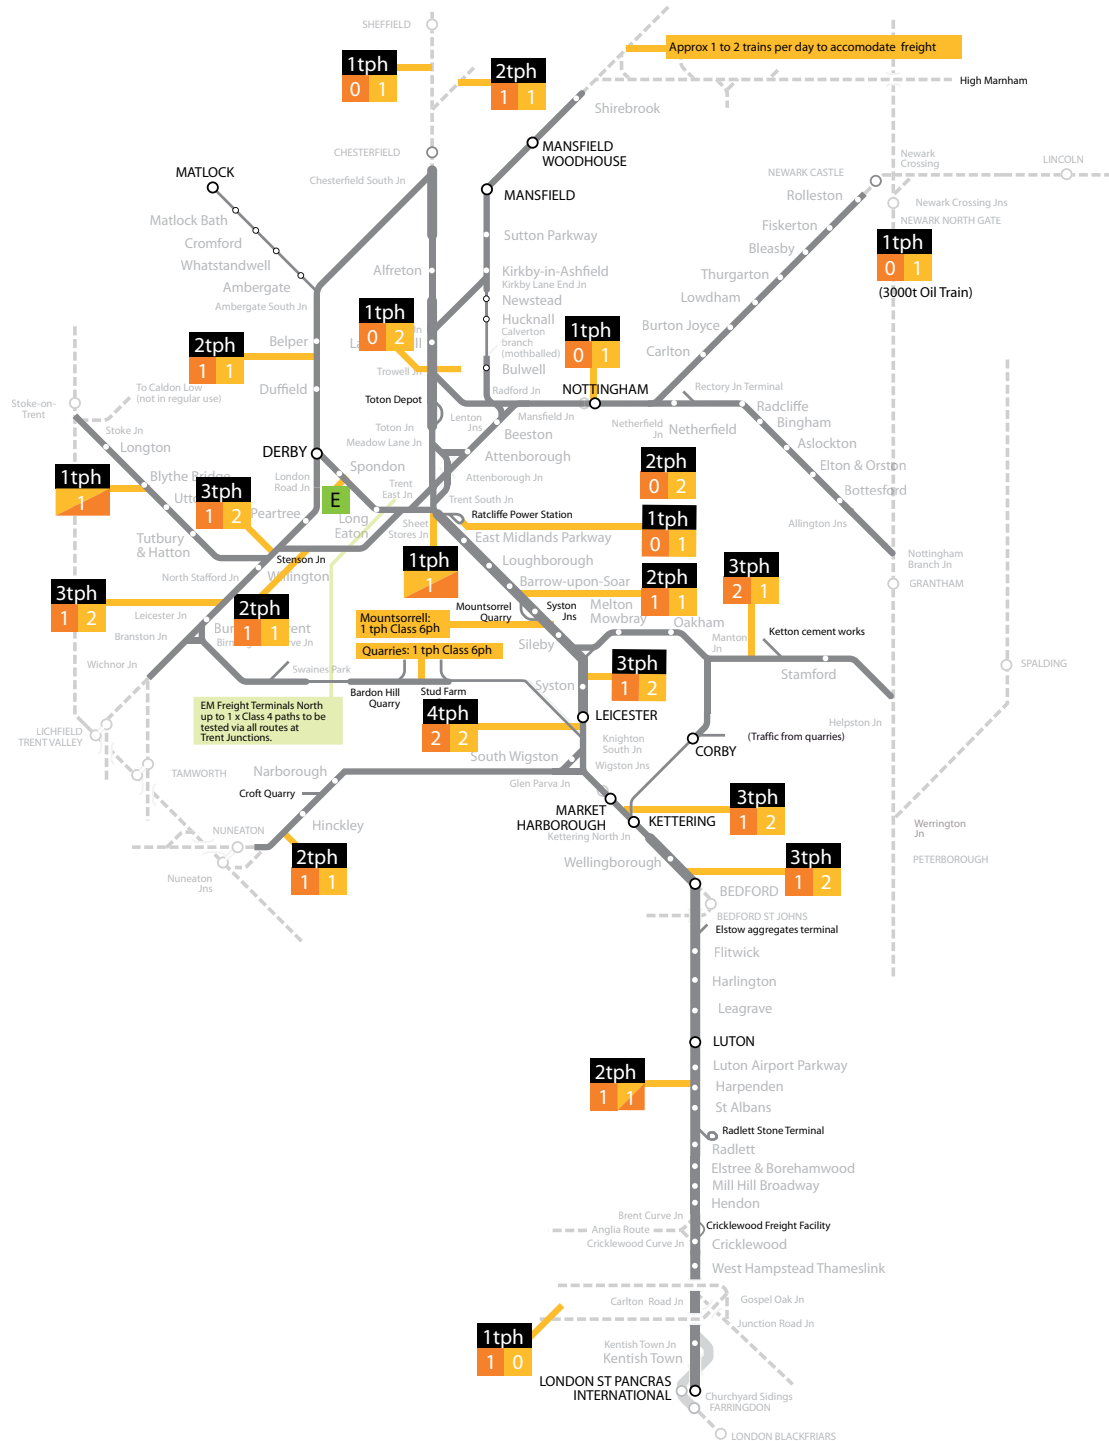 SHEFFIELD
Approx 1 to 2 trains per day to accomodate freight
1tph
0 1
2tph
1 1
High Marnham
Shirebrook
MANSFIELD
WOODHOUSE
CHESTERFIELD
Chesterfield South Jn
MATLOCK
MANSFIELD
Newark
Crossing
LINCOLN
NEWARK CASTLE
Rolleston
Newark Crossing Jns
NEWARK NORTH GATE
Matlock Bath
Cromford
Whatstandwell
Ambergate
Ambergate South Jn
Sutton Parkway
Fiskerton
Bleasby
Thurgarton
Lowdham
Burton Joyce
Carlton
1tph
0 1
(3000t Oil Train)
Alfreton
Kirkby-in-Ashfield
Kirkby Lane End Jn
Newstead
Hucknall
Calverton
branch
(mothballed)
Bulwell
1tph
0 2
Trowell Jn
1tph
0 1
2tph
1 1
Belper
Duffield
Radford Jn
NOTTINGHAM
Rectory Jn Terminal
To Caldon Low
(not in regular use)
Stoke-on-
Trent
Toton Depot
Toton Jn
Meadow Lane Jn
Lenton
Jns
Mansfield Jn
Beeston
Netherfield
Jn
Netherfield
Radcliffe
Bingham
Aslockton
Elton & Orston
Bottesford
Allington Jns
Stoke Jn
Longton
Blythe Bridge
DERBY
Spondon
London
Road Jn
Attenborough
Attenborough Jn
Trent
East Jn
Trent South Jn
1tph
1
3tph
1 2
Peartree
E
Long
Eaton
Sheet
Stores Jn
Ratcliffe Power Station
2tph
0 2
1tph
0 1
Tutbury
& Hatton
Stenson Jn
Willington
North Stafford Jn
East Midlands Parkway
Loughborough
Barrow-upon-Soar
1tph
1
2tph
1 1
3tph
2 1
Nottingham
Branch Jn
GRANTHAM
3tph
1 2
Leicester Jn
Branston Jn
2tph
1 1
Mountsorrel
Quarry
Syston
Jns
Melton
Mowbray
Oakham
Manton
Jn
Ketton cement works
Mountsorrell:
1 tph Class 6ph
Sileby
Wichnor Jn
Swaines Park
Quarries: 1 tph Class 6ph
Bardon Hill
Quarry
Stud Farm
3tph
1 2
Syston
Stamford
SPALDING
EM Freight Terminals North
up to 1 x Class 4 paths to be
tested via all routes at
Trent Junctions.
4tph
2 2
LEICESTER
Helpston Jn
LICHFIELD
TRENT VALLEY
Knighton
South Jn
Wigston Jns
(Traffic from quarries)
CORBY
TAMWORTH
Narborough
South Wigston
Glen Parva Jn
Croft Quarry
Hinckley
MARKET
HARBOROUGH
3tph
1 2
KETTERING
Kettering North Jn
NUNEATON
Nuneaton
Jns
2tph
1 1
Wellingborough
3tph
1 2
Werrington
Jn
PETERBOROUGH
BEDFORD
BEDFORD ST JOHNS
Elstow aggregates terminal
Flitwick
Harlington
Leagrave
LUTON
Luton Airport Parkway
2tph
1 1
Harpenden
St Albans
Radlett Stone Terminal
Radlett
Elstree & Borehamwood
Mill Hill Broadway
Hendon
Brent Curve Jn
Anglia Route
Cricklewood Freight Facility
Cricklewood Curve Jn
Cricklewood
West Hampstead Thameslink
Carlton Road Jn
Gospel Oak Jn
Junction Road Jn
1tph
1 0
Kentish Town Jn
Kentish Town
LONDON ST PANCRAS
INTERNATIONAL
Churchyard Sidings
FARRINGDON
LONDON BLACKFRIARS